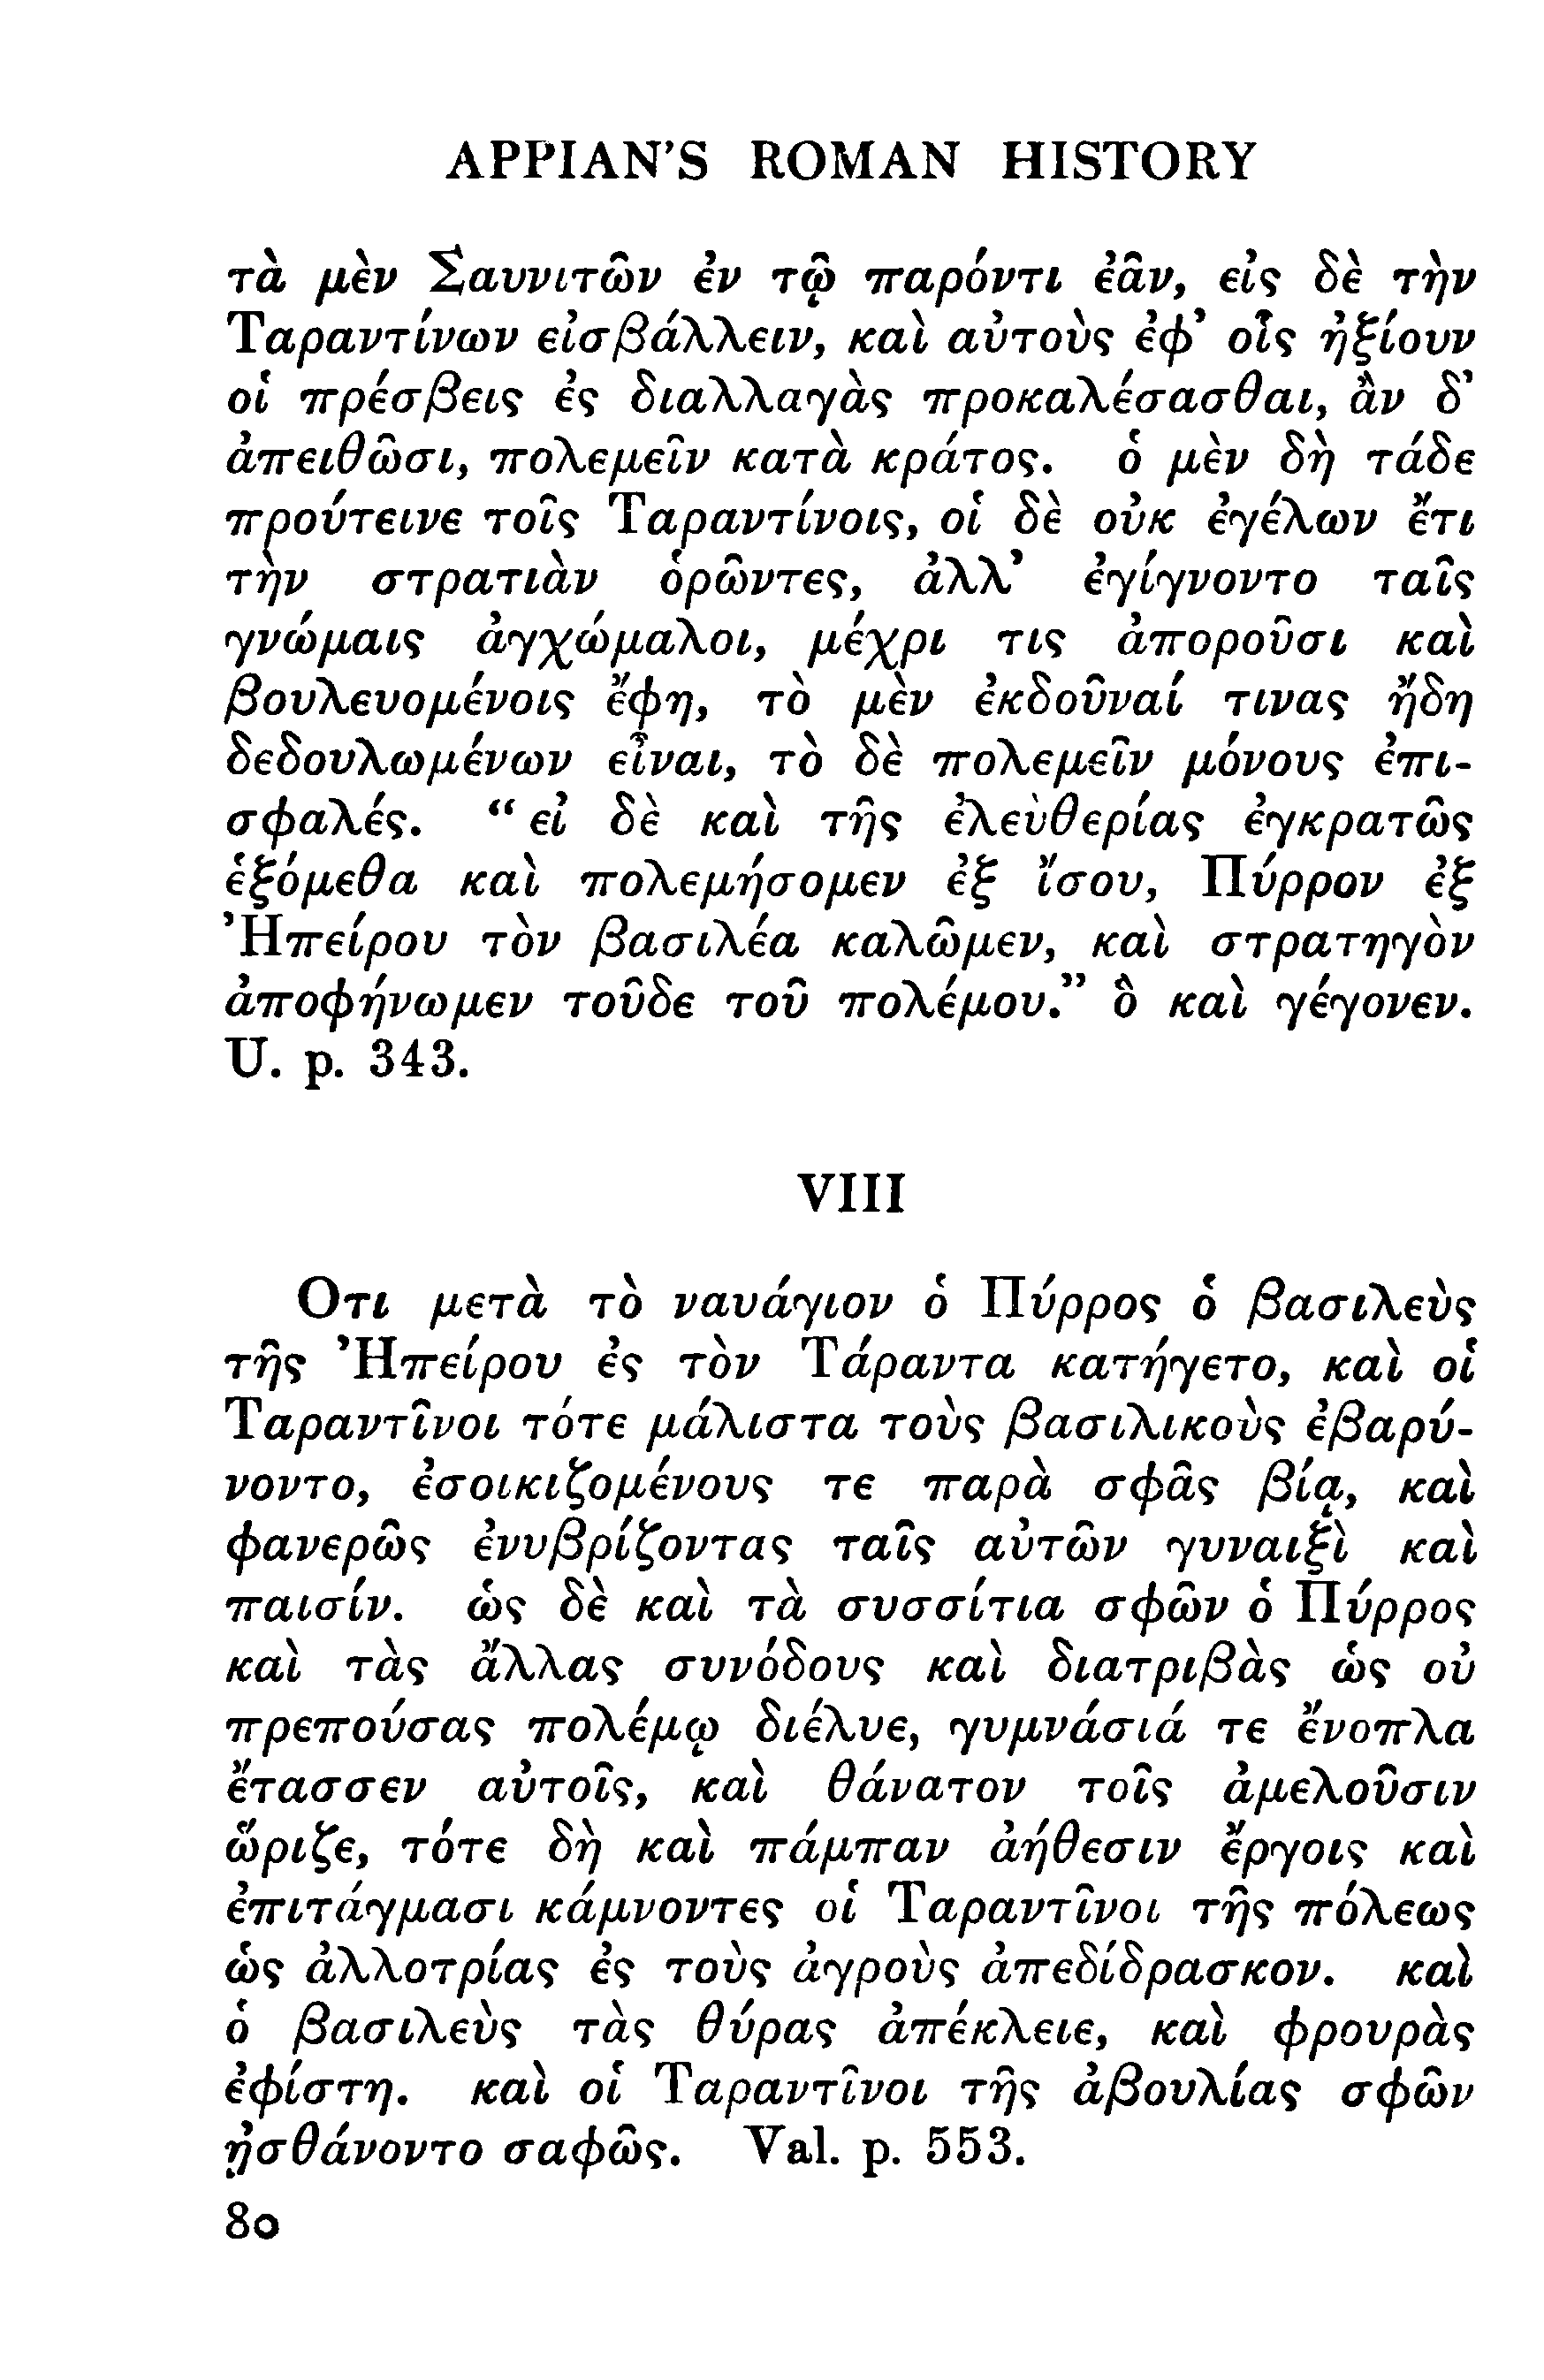 APPIAN'S ROMAN HISTORY
τὰ μὲν Σαυνιτῶν ἐν τῷ παρόντι ἐᾶν, εἰς δὲ τὴν
Ταραντίνων εἰσβάλλειν, καὶ αὐτοὺς ἐφ' οἷς ἠξίουν
οἱ πρέσβεις ἐς διαλλαγὰς προκαλέσασθαι, ἂν δ'
ἀπειθῶσι, πολεμεῖν κατὰ κράτος. ὁ μὲν δὴ τάδε
προύτεινε τοῖς Ταραντίνοις, οἱ δὲ οὐκ ἐγέλων ἔτι
τὴν στρατιὰν ὁρῶντες, ἀλλ' ἐγίγνοντο ταῖς
γνώμαις ἀγχώμαλοι, μέχρι τις ἀποροῦσι καὶ
βουλευομένοις ἔφη, τὸ μὲν ἐκδοῦναί τινας ἤδη
δεδουλωμένων εἶναι, τὸ δὲ πολεμεῖν μόνους ἐπι-
σφαλές. "εἰ δὲ καὶ τῆς ἐλευθερίας ἐγκρατῶς
ἑξόμεθα καὶ πολεμήσομεν ἐξ ἴσου, Πύρρον ἐξ
Ἠπείρου τὸν βασιλέα καλῶμεν, καὶ στρατηγὸν
ἀποφήνωμεν τοῦδε τοῦ πολέμου." ὃ καὶ γέγονεν.
U. p. 343.
VIII
Οτι μετὰ τὸ ναυάγιον ὁ Πύρρος ὁ βασιλεὺς
τῆς Ἠπείρου ἐς τὸν Τάραντα κατήγετο, καὶ οἱ
Ταραντῖνοι τότε μάλιστα τοὺς βασιλικοὺς ἐβαρύ-
νοντο, ἐσοικιζομένους τε παρὰ σφᾶς βίᾳ, καὶ
φανερῶς ἐνυβρίζοντας ταῖς αὐτῶν γυναιξὶ καὶ
παισίν. ὡς δὲ καὶ τὰ συσσίτια σφῶν ὁ Πύρρος
καὶ τὰς ἄλλας συνόδους καὶ διατριβὰς ὡς οὐ
πρεπούσας πολέμῳ διέλυε, γυμνάσιά τε ἔνοπλα
ἔτασσεν αὐτοῖς, καὶ θάνατον τοῖς ἀμελοῦσιν
ὥριζε, τότε δὴ καὶ πάμπαν ἀήθεσιν ἔργοις καὶ
ἐπιτάγμασι κάμνοντες οἱ Ταραντῖνοι τῆς πόλεως
ὡς ἀλλοτρίας ἐς τοὺς ἀγροὺς ἀπεδίδρασκον. καὶ
ὁ βασιλεὺς τὰς θύρας ἀπέκλειε, καὶ φρουρὰς
ἐφίστη. καὶ οἱ Ταραντῖνοι τῆς ἀβουλίας σφῶν
ᾐσθάνοντο σαφῶς. Val. p. 553.
80